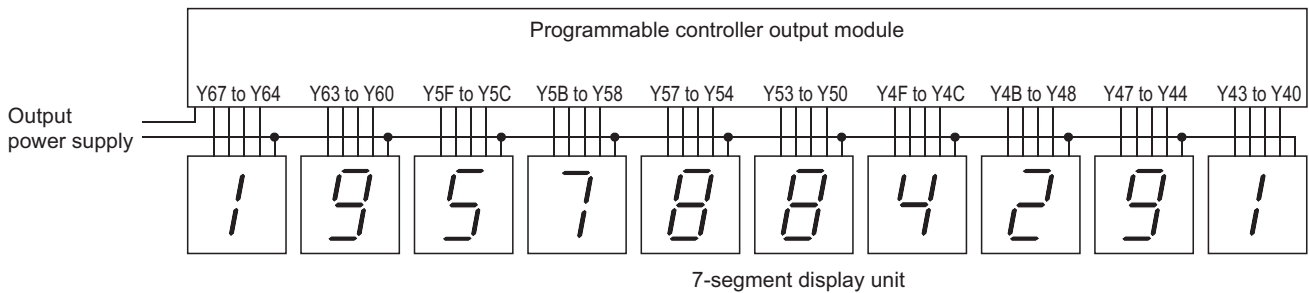 Programmable controller output module
Y67 to Y64 Y63 to Y60 Y5F to Y5C Y5B to Y58 Y57 to Y54 Y53 to Y50 Y4F to Y4C Y4B to Y48 Y47 to Y44 Y43 to Y40
Output
power supply
1 9 5 7 8 8 4 2 9 1
7-segment display unit